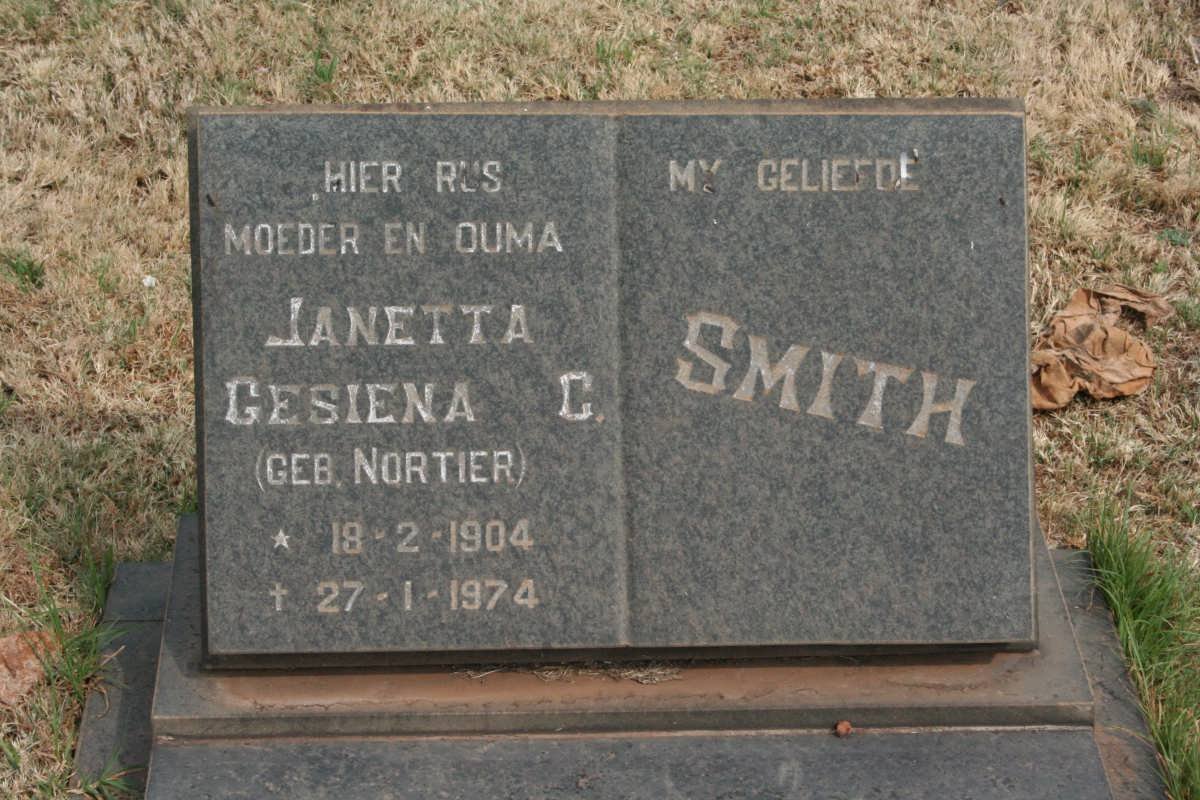 HIER RUS
MOEDER EN OUMA
JANETTA
GESIENA C.
(GEB. NORTIER)
★ 18-2-1904
✝ 27-1-1974
MY GELIEFDE
SMITH